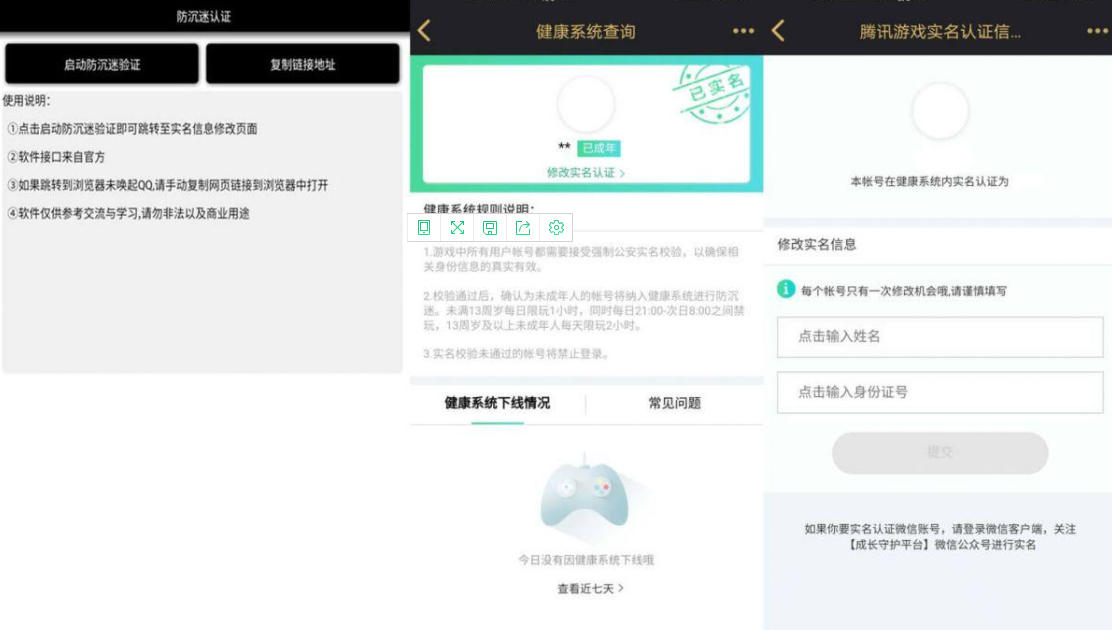 防沉迷认证
启动防沉迷验证
复制链接地址
使用说明：
①点击启动防沉迷验证即可跳转至实名信息修改页面
②软件接口来自官方
③如果跳转到浏览器未唤起QQ,请手动复制网页链接到浏览器中打开
④软件仅供参考交流与学习,请勿非法以及商业用途
健康系统查询
已实名
** 已成年
修改实名认证 >
健康系统规则说明：
1.游戏中所有用户帐号都需要接受强制公安实名校验，以确保相
关身份信息的真实有效。
2.校验通过后，确认为未成年人的帐号将纳入健康系统进行防沉
迷。未满13周岁每日限玩1小时，同时每日21:00-次日8:00之间禁
玩，13周岁及以上未成年人每天限玩2小时。
3.实名校验未通过的帐号将禁止登录。
健康系统下线情况
常见问题
今日没有因健康系统下线哦
查看近七天 >
腾讯游戏实名认证信...
本帐号在健康系统内实名认证为
修改实名信息
每个帐号只有一次修改机会哦,请谨慎填写
点击输入姓名
点击输入身份证号
提交
如果你要实名认证微信账号，请登录微信客户端，关注
【成长守护平台】微信公众号进行实名